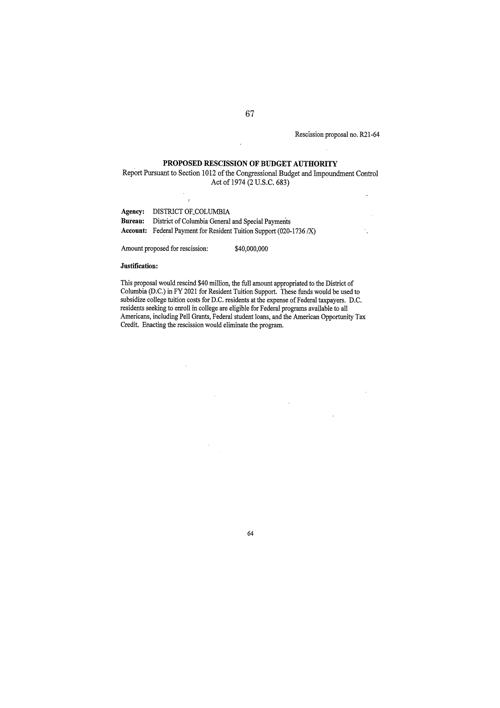 67
Rescission proposal no. R21-64
PROPOSED RESCISSION OF BUDGET AUTHORITY
Report Pursuant to Section 1012 of the Congressional Budget and Impoundment Control
Act of 1974 (2 U.S.C. 683)
Agency: DISTRICT OF COLUMBIA
Bureau: District of Columbia General and Special Payments
Account: Federal Payment for Resident Tuition Support (020-1736 /X)
Amount proposed for rescission: $40,000,000
Justification:
This proposal would rescind $40 million, the full amount appropriated to the District of
Columbia (D.C.) in FY 2021 for Resident Tuition Support. These funds would be used to
subsidize college tuition costs for D.C. residents at the expense of Federal taxpayers. D.C.
residents seeking to enroll in college are eligible for Federal programs available to all
Americans, including Pell Grants, Federal student loans, and the American Opportunity Tax
Credit. Enacting the rescission would eliminate the program.
64